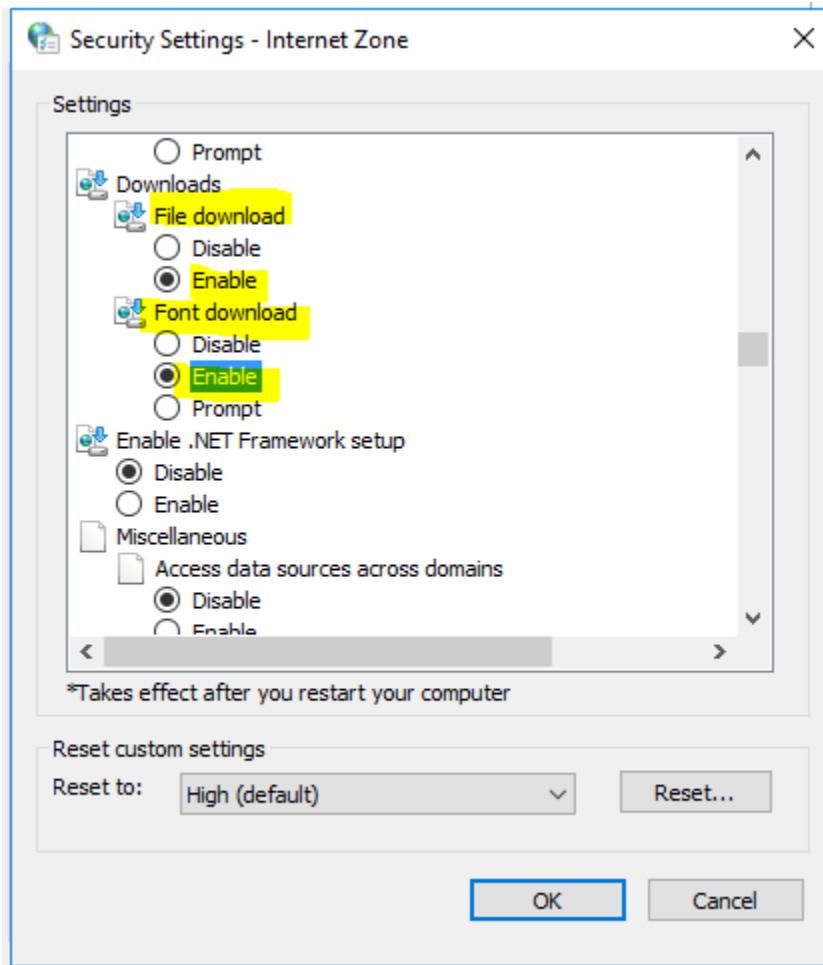 Security Settings - Internet Zone
Settings
Prompt
Downloads
File download
Disable
Enable
Font download
Disable
Enable
Prompt
Enable .NET Framework setup
Disable
Enable
Miscellaneous
Access data sources across domains
Disable
Enable
*Takes effect after you restart your computer
Reset custom settings
Reset to: High (default) Reset...
OK Cancel